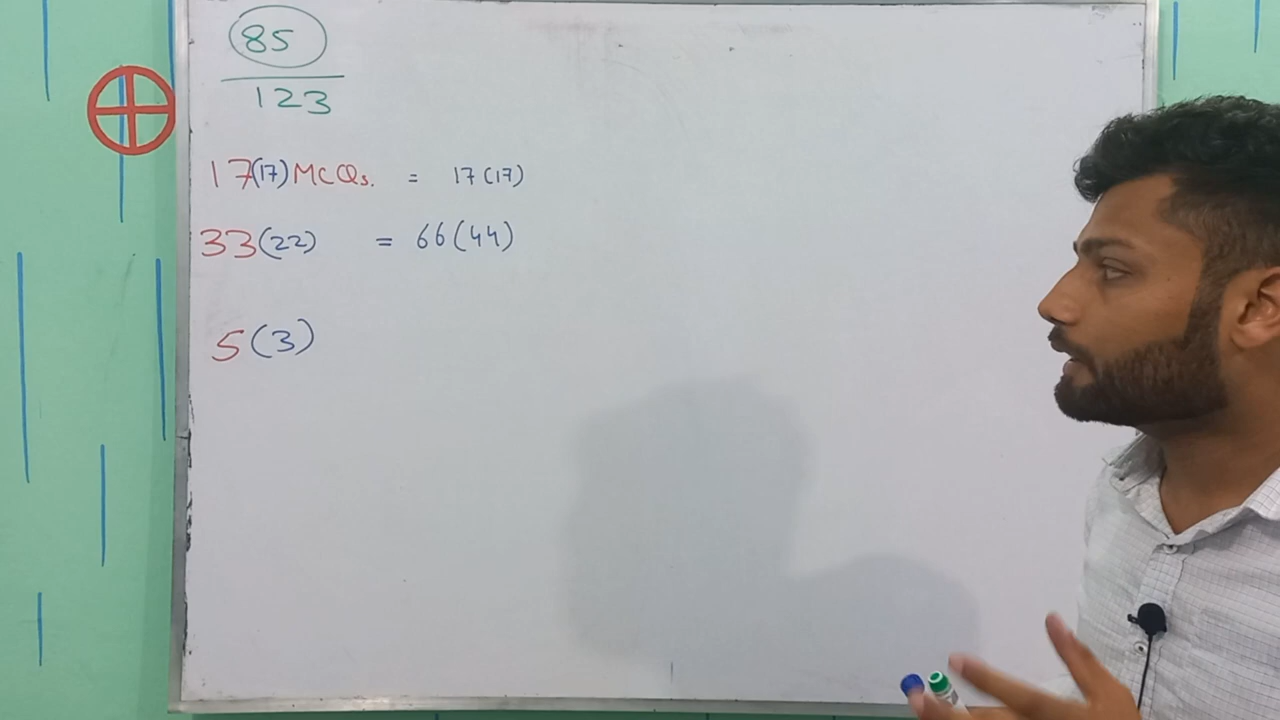 85
123
17(17) MCQs. = 17(17)
33(22) = 66(44)
5(3)